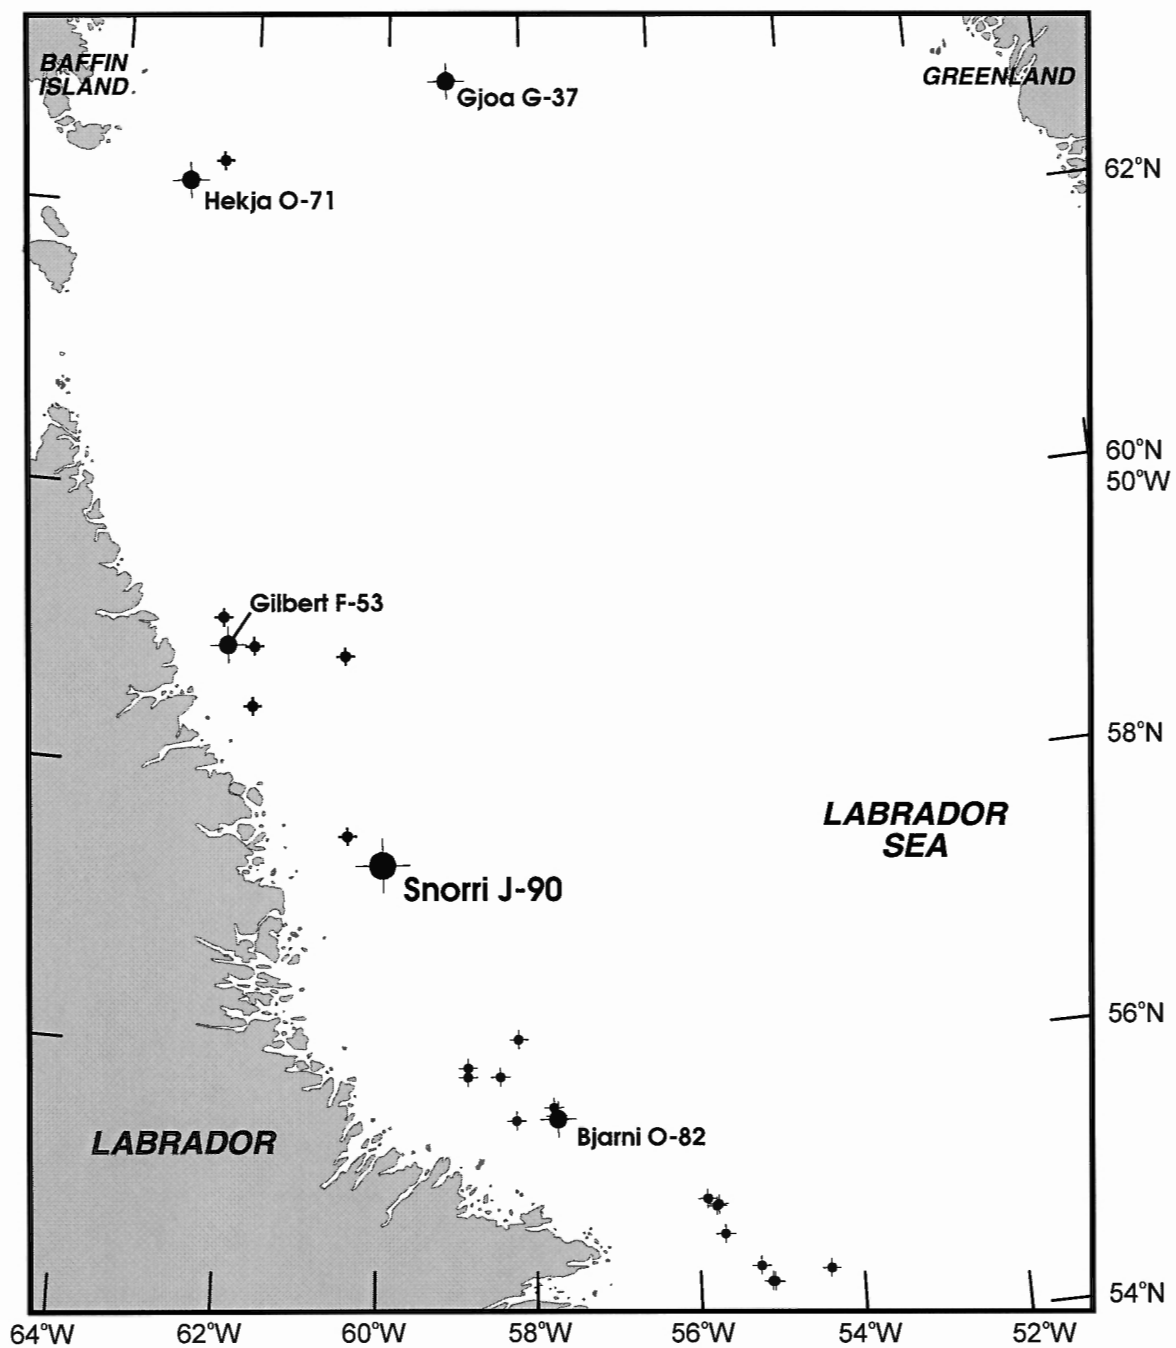 BAFFIN
ISLAND
GREENLAND
Gjoa G-37
62°N
Hekja O-71
60°N
50°W
Gilbert F-53
58°N
LABRADOR
SEA
Snorri J-90
56°N
Bjarni O-82
LABRADOR
54°N
64°W 62°W 60°W 58°W 56°W 54°W 52°W